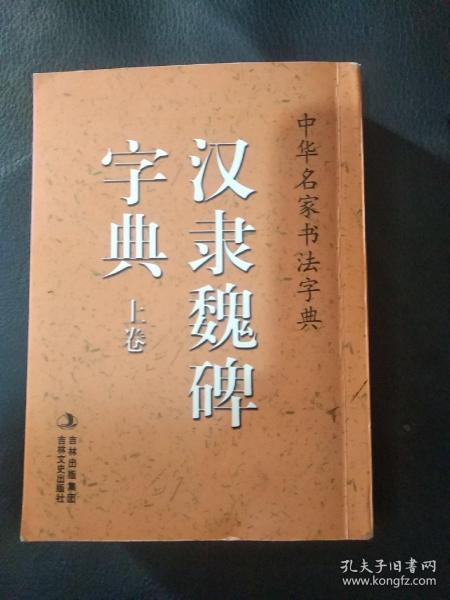 中华名家书法字典
汉隶魏碑
字典 上卷
吉林出版集团
吉林文史出版社
孔夫子旧书网
www.kongfz.com